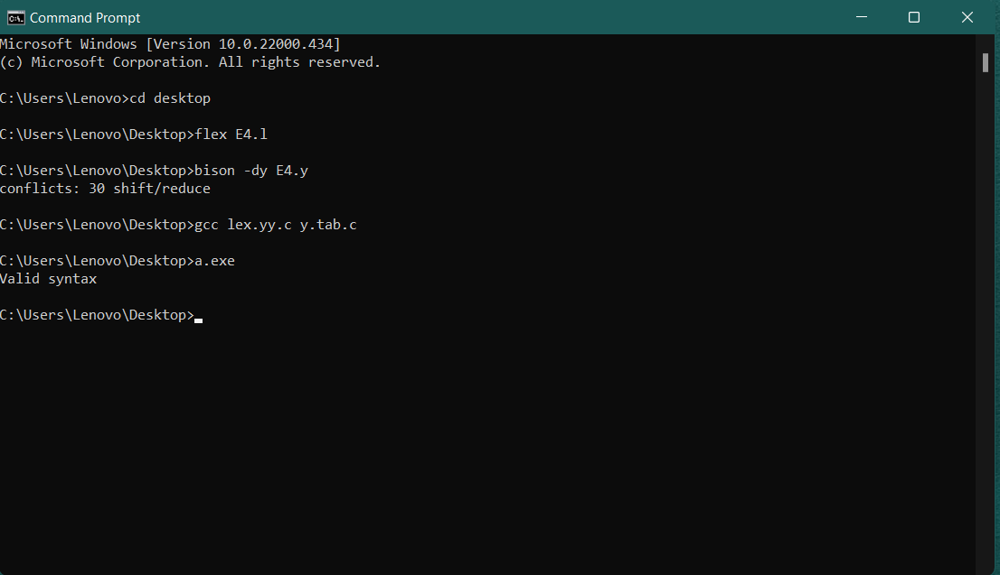 Command Prompt
Microsoft Windows [Version 10.0.22000.434]
(c) Microsoft Corporation. All rights reserved.
C:\Users\Lenovo>cd desktop
C:\Users\Lenovo\Desktop>flex E4.l
C:\Users\Lenovo\Desktop>bison -dy E4.y
conflicts: 30 shift/reduce
C:\Users\Lenovo\Desktop>gcc lex.yy.c y.tab.c
C:\Users\Lenovo\Desktop>a.exe
Valid syntax
C:\Users\Lenovo\Desktop>